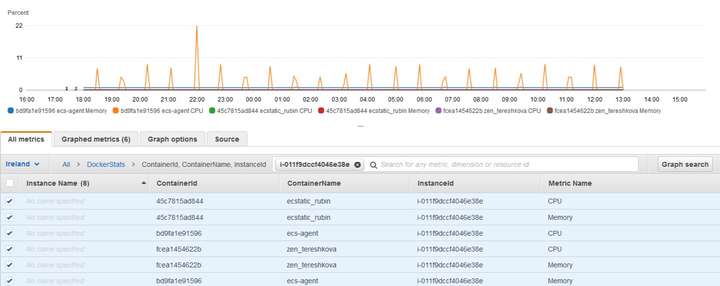 Percent
22
11
0
16:00 17:00 18:00 19:00 20:00 21:00 22:00 23:00 00:00 01:00 02:00 03:00 04:00 05:00 06:00 07:00 08:00 09:00 10:00 11:00 12:00 13:00 14:00 15:00
bd9fa1e91596 ecs-agent Memory bd9fa1e91596 ecs-agent CPU 45c7815ad844 ecstatic_rubin CPU 45c7815ad844 ecstatic_rubin Memory fcea1454622b zen_tereshkova CPU fcea1454622b zen_tereshkova Memory
All metrics Graphed metrics (6) Graph options Source
Ireland All DockerStats ContainerId, ContainerName, InstanceId i-011f9dccf4046e38e Search for any metric, dimension or resource id Graph search
Instance Name (8) ContainerId ContainerName InstanceId Metric Name
No name specified 45c7815ad844 ecstatic_rubin i-011f9dccf4046e38e CPU
No name specified 45c7815ad844 ecstatic_rubin i-011f9dccf4046e38e Memory
No name specified bd9fa1e91596 ecs-agent i-011f9dccf4046e38e CPU
No name specified fcea1454622b zen_tereshkova i-011f9dccf4046e38e CPU
No name specified fcea1454622b zen_tereshkova i-011f9dccf4046e38e Memory
No name specified bd9fa1e91596 ecs-agent i-011f9dccf4046e38e Memory